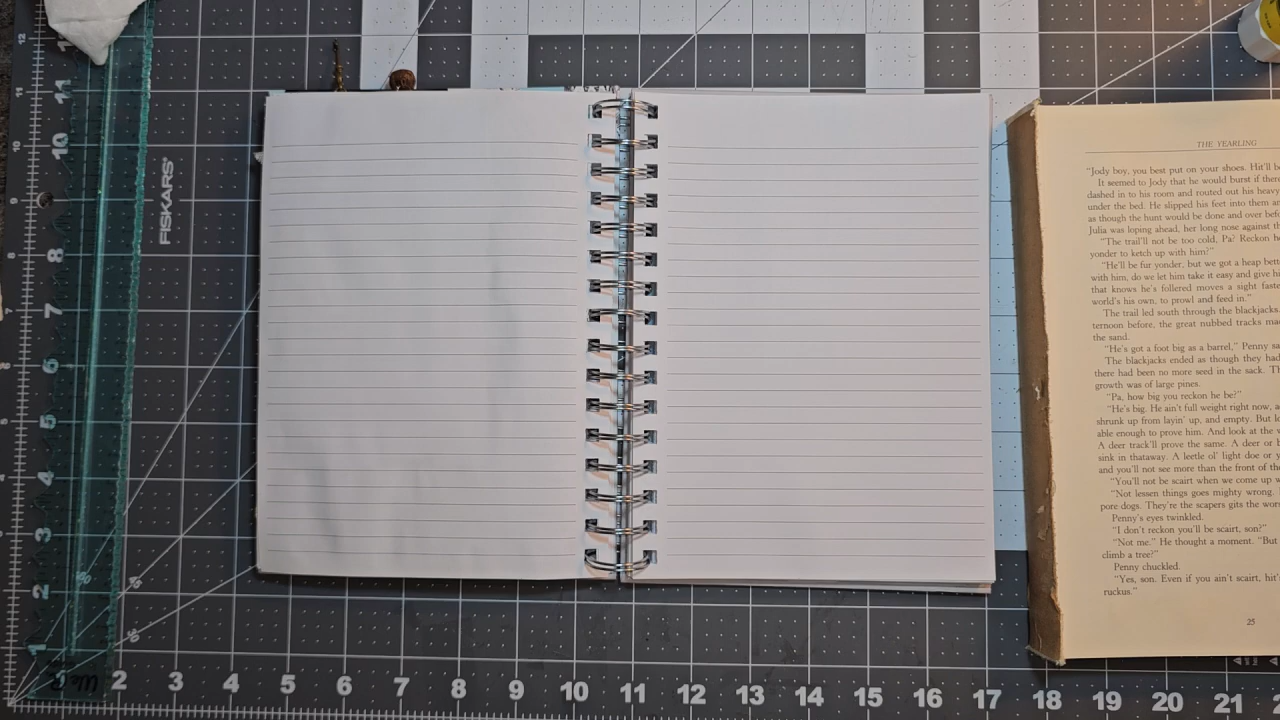 FISKARS®
THE YEARLING
"Jody boy, you best put on your shoes. Hit'll
It seemed to Jody that he would burst if there
dashed in to his room and routed out his heavy
under the bed. He slipped his feet into them
as though the hunt would be done and over
Julia was loping ahead, her long nose against
"The trail'll not be too cold, Pa? Reckon
yonder to ketch up with him?"
"He'll be fur yonder, but we got a heap
with him, do we let him take it easy and give
that knows he's follered moves a sight
world's his own, to prowl and feed in."
The trail led south through the blackjacks.
ternoon before, the great nubbed tracks
the sand.
"He's got a foot big as a barrel," Penny
The blackjacks ended as though they had
there had been no more seed in the sack.
growth was of large pines.
"Pa, how big you reckon he be?"
"He's big. He ain't full weight right now,
shrunk up from layin' up, and empty. But
able enough to prove him. And look at the
A deer track'll prove the same. A deer or
sink in thataway. A leetle ol' light doe or
and you'll not see more than the front of
"You'll not be scairt when we come up
"Not lessen things goes mighty wrong.
pore dogs. They're the scapers gits the
Penny's eyes twinkled.
"I don't reckon you'll be scairt, son?"
"Not me." He thought a moment. "But
climb a tree?"
Penny chuckled.
"Yes, son. Even if you ain't scairt,
ruckus."
25
12 11 10 9 8 7 6 5 4 3 2 1
1 2 3 4 5 6 7 8 9 10 11 12 13 14 15 16 17 18 19 20 21